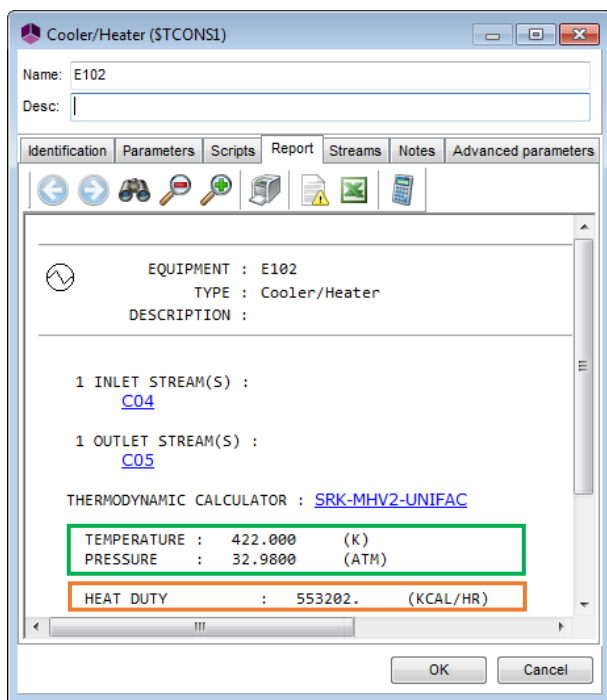 Cooler/Heater ($TCONS1)
Name: E102
Desc:
Identification Parameters Scripts Report Streams Notes Advanced parameters
EQUIPMENT : E102
TYPE : Cooler/Heater
DESCRIPTION :
1 INLET STREAM(S) :
C04
1 OUTLET STREAM(S) :
C05
THERMODYNAMIC CALCULATOR : SRK-MHV2-UNIFAC
TEMPERATURE : 422.000 (K)
PRESSURE : 32.9800 (ATM)
HEAT DUTY : 553202. (KCAL/HR)
OK Cancel